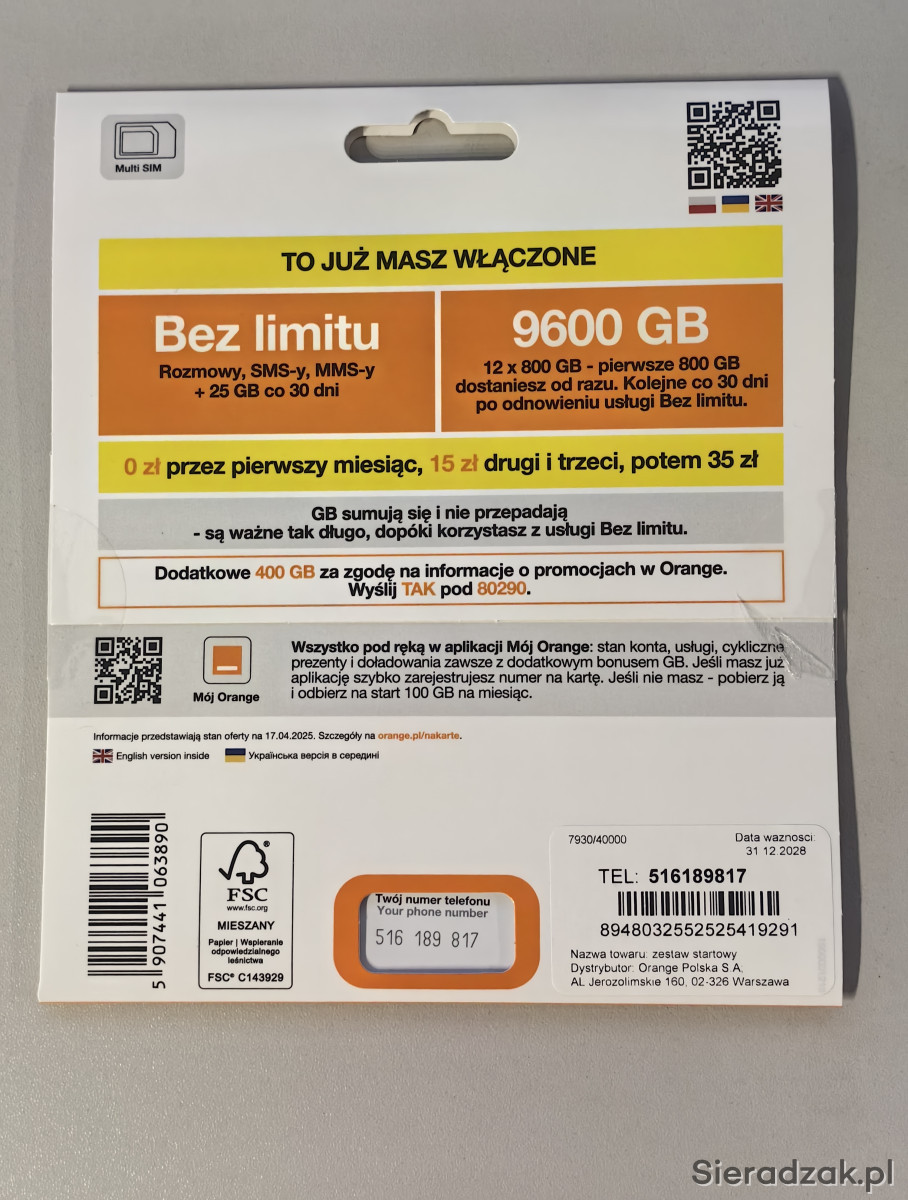 Multi SIM
TO JUŻ MASZ WŁĄCZONE
Bez limitu
Rozmowy, SMS-y, MMS-y
+ 25 GB co 30 dni
9600 GB
12 x 800 GB - pierwsze 800 GB
dostaniesz od razu. Kolejne co 30 dni
po odnowieniu usługi Bez limitu.
0 zł przez pierwszy miesiąc, 15 zł drugi i trzeci, potem 35 zł
GB sumują się i nie przepadają
- są ważne tak długo, dopóki korzystasz z usługi Bez limitu.
Dodatkowe 400 GB za zgodę na informacje o promocjach w Orange.
Wyślij TAK pod 80290.
Mój Orange
Wszystko pod ręką w aplikacji Mój Orange: stan konta, usługi, cykliczne
prezenty i doładowania zawsze z dodatkowym bonusem GB. Jeśli masz już
aplikację szybko zarejestrujesz numer na kartę. Jeśli nie masz - pobierz ją
i odbierz na start 100 GB na miesiąc.
Informacje przedstawiają stan oferty na 17.04.2025. Szczegóły na orange.pl/nakarte.
English version inside
Українська версія в середині
5 907441 063890
FSC®
www.fsc.org
MIESZANY
Papier | Wspieranie
odpowiedzialnego
leśnictwa
FSC® C143929
Twój numer telefonu
Your phone number
516 189 817
7930/40000
Data wazności:
31.12.2028
TEL: 516189817
8948032552525419291
Nazwa towaru: zestaw startowy
Dystrybutor: Orange Polska S.A.
AL Jerozolimskie 160, 02-326 Warszawa
Sieradzak.pl